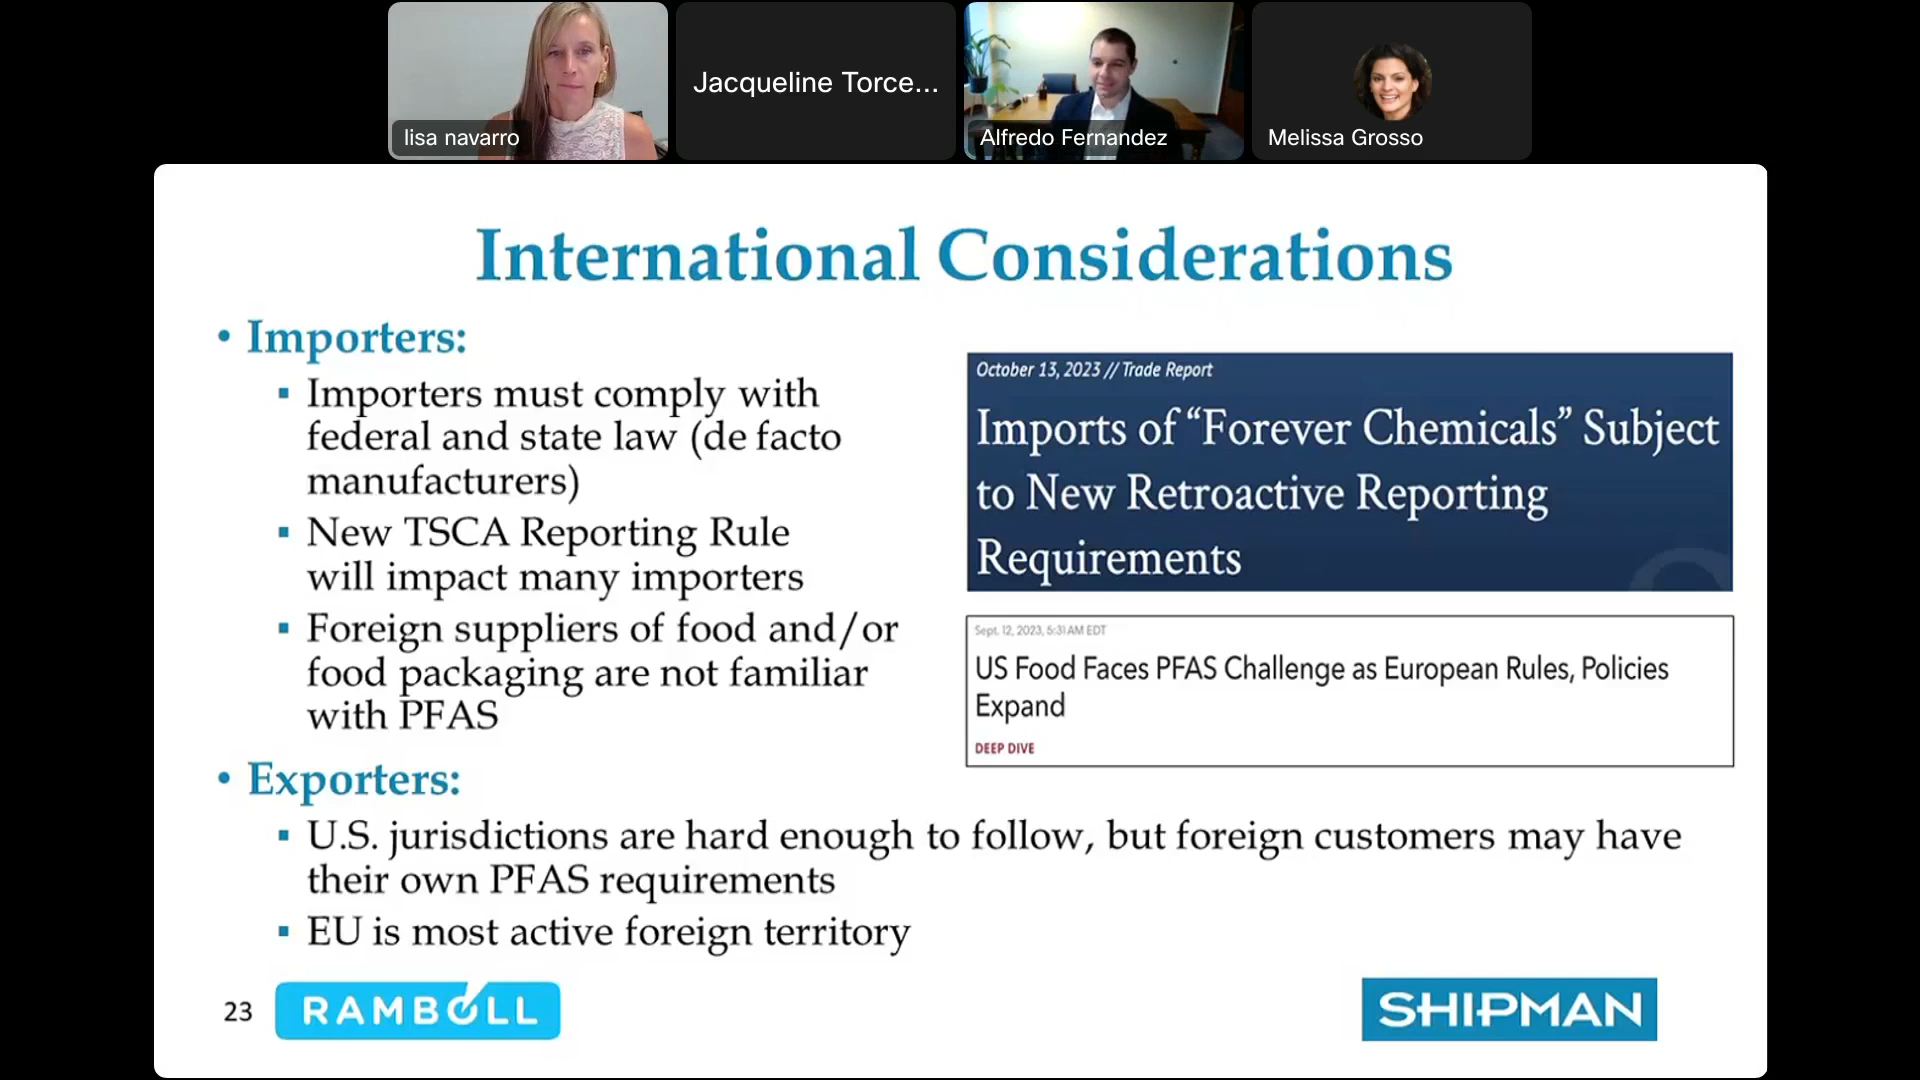 lisa navarro
Jacqueline Torce...
Alfredo Fernandez
Melissa Grosso
International Considerations
• Importers:
▪ Importers must comply with
federal and state law (de facto
manufacturers)
▪ New TSCA Reporting Rule
will impact many importers
▪ Foreign suppliers of food and/or
food packaging are not familiar
with PFAS
October 13, 2023 // Trade Report
Imports of “Forever Chemicals” Subject
to New Retroactive Reporting
Requirements
Sept. 12, 2023, 5:31 AM EDT
US Food Faces PFAS Challenge as European Rules, Policies
Expand
DEEP DIVE
• Exporters:
▪ U.S. jurisdictions are hard enough to follow, but foreign customers may have
their own PFAS requirements
▪ EU is most active foreign territory
23
RAMBOLL
SHIPMAN